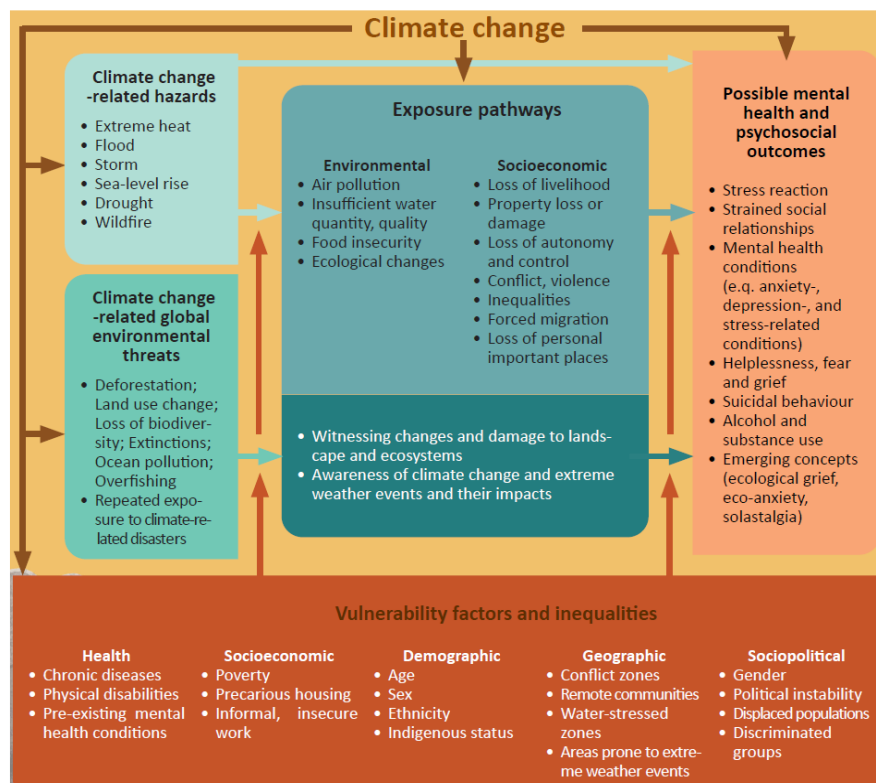 Climate change
Climate change
-related hazards
• Extreme heat
• Flood
• Storm
• Sea-level rise
• Drought
• Wildfire
Climate change
-related global
environmental
threats
• Deforestation;
Land use change;
Loss of biodiver-
sity; Extinctions;
Ocean pollution;
Overfishing
• Repeated expo-
sure to climate-re-
lated disasters
Exposure pathways
Environmental
• Air pollution
• Insufficient water
quantity, quality
• Food insecurity
• Ecological changes
Socioeconomic
• Loss of livelihood
• Property loss or
damage
• Loss of autonomy
and control
• Conflict, violence
• Inequalities
• Forced migration
• Loss of personal
important places
• Witnessing changes and damage to lands-
cape and ecosystems
• Awareness of climate change and extreme
weather events and their impacts
Possible mental
health and
psychosocial
outcomes
• Stress reaction
• Strained social
relationships
• Mental health
conditions
(e.q. anxiety-,
depression-, and
stress-related
conditions)
• Helplessness, fear
and grief
• Suicidal behaviour
• Alcohol and
substance use
• Emerging concepts
(ecological grief,
eco-anxiety,
solastalgia)
Vulnerability factors and inequalities
Health
• Chronic diseases
• Physical disabilities
• Pre-existing mental
health conditions
Socioeconomic
• Poverty
• Precarious housing
• Informal, insecure
work
Demographic
• Age
• Sex
• Ethnicity
• Indigenous status
Geographic
• Conflict zones
• Remote communities
• Water-stressed
zones
• Areas prone to extre-
me weather events
Sociopolitical
• Gender
• Political instability
• Displaced populations
• Discriminated
groups